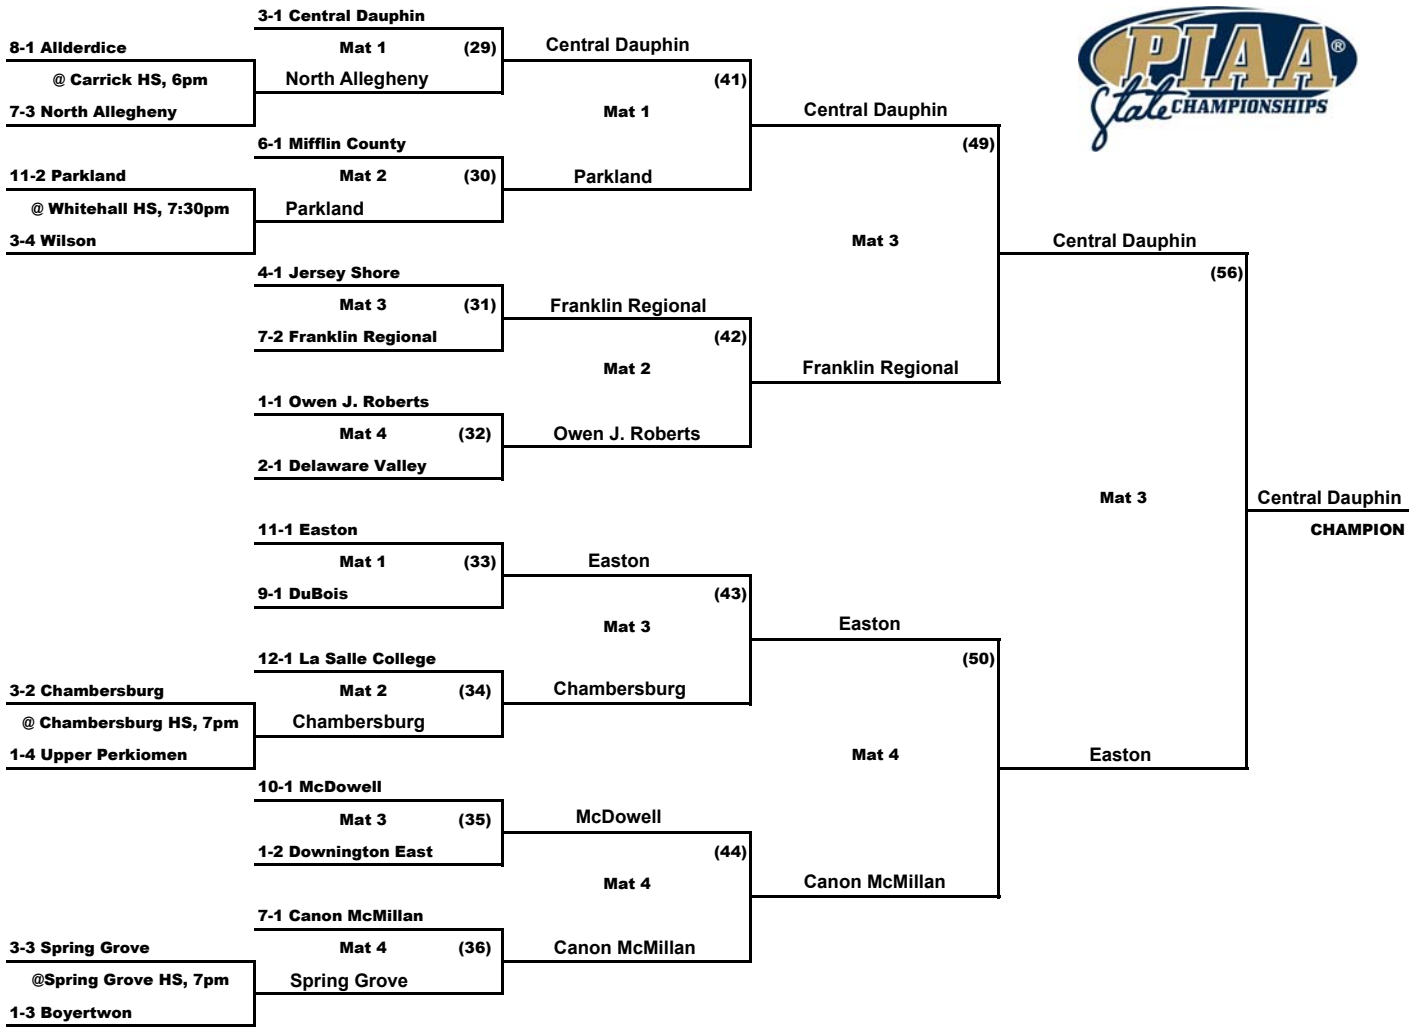 3-1 Central Dauphin
8-1 Allderdice
Mat 1 (29)
Central Dauphin
@ Carrick HS, 6pm
North Allegheny
(41)
7-3 North Allegheny
Mat 1
Central Dauphin
PIAA®
State CHAMPIONSHIPS
6-1 Mifflin County
(49)
11-2 Parkland
Mat 2 (30)
Parkland
@ Whitehall HS, 7:30pm
Parkland
3-4 Wilson
Mat 3
Central Dauphin
4-1 Jersey Shore
(56)
Mat 3 (31)
Franklin Regional
7-2 Franklin Regional
(42)
Mat 2
Franklin Regional
1-1 Owen J. Roberts
Mat 4 (32)
Owen J. Roberts
2-1 Delaware Valley
Mat 3
Central Dauphin
CHAMPION
11-1 Easton
Mat 1 (33)
Easton
9-1 DuBois
(43)
Mat 3
Easton
12-1 La Salle College
(50)
3-2 Chambersburg
Mat 2 (34)
Chambersburg
@ Chambersburg HS, 7pm
Chambersburg
1-4 Upper Perkiomen
Mat 4
Easton
10-1 McDowell
Mat 3 (35)
McDowell
1-2 Downington East
(44)
Mat 4
Canon McMillan
7-1 Canon McMillan
3-3 Spring Grove
Mat 4 (36)
Canon McMillan
@Spring Grove HS, 7pm
Spring Grove
1-3 Boyertwon